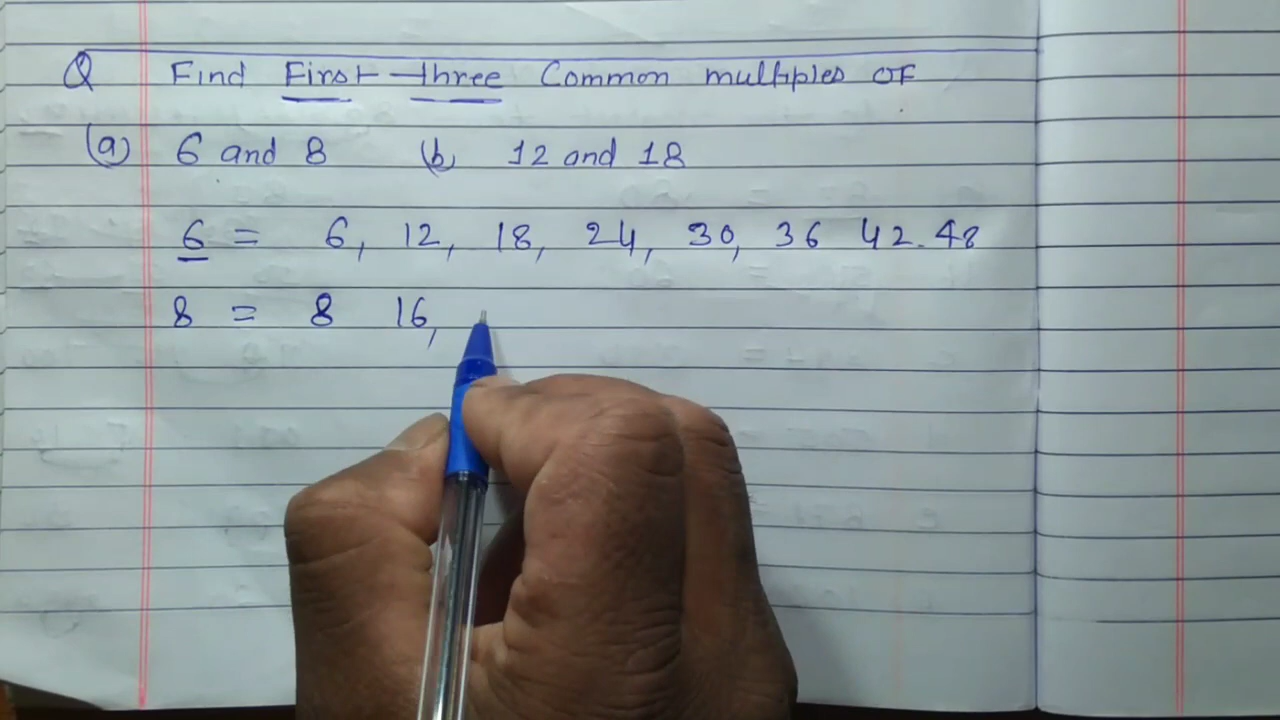 Q Find First three Common multiples OF
(a) 6 and 8 (b) 12 and 18
6 = 6, 12, 18, 24, 30, 36 42. 48
8 = 8 16,